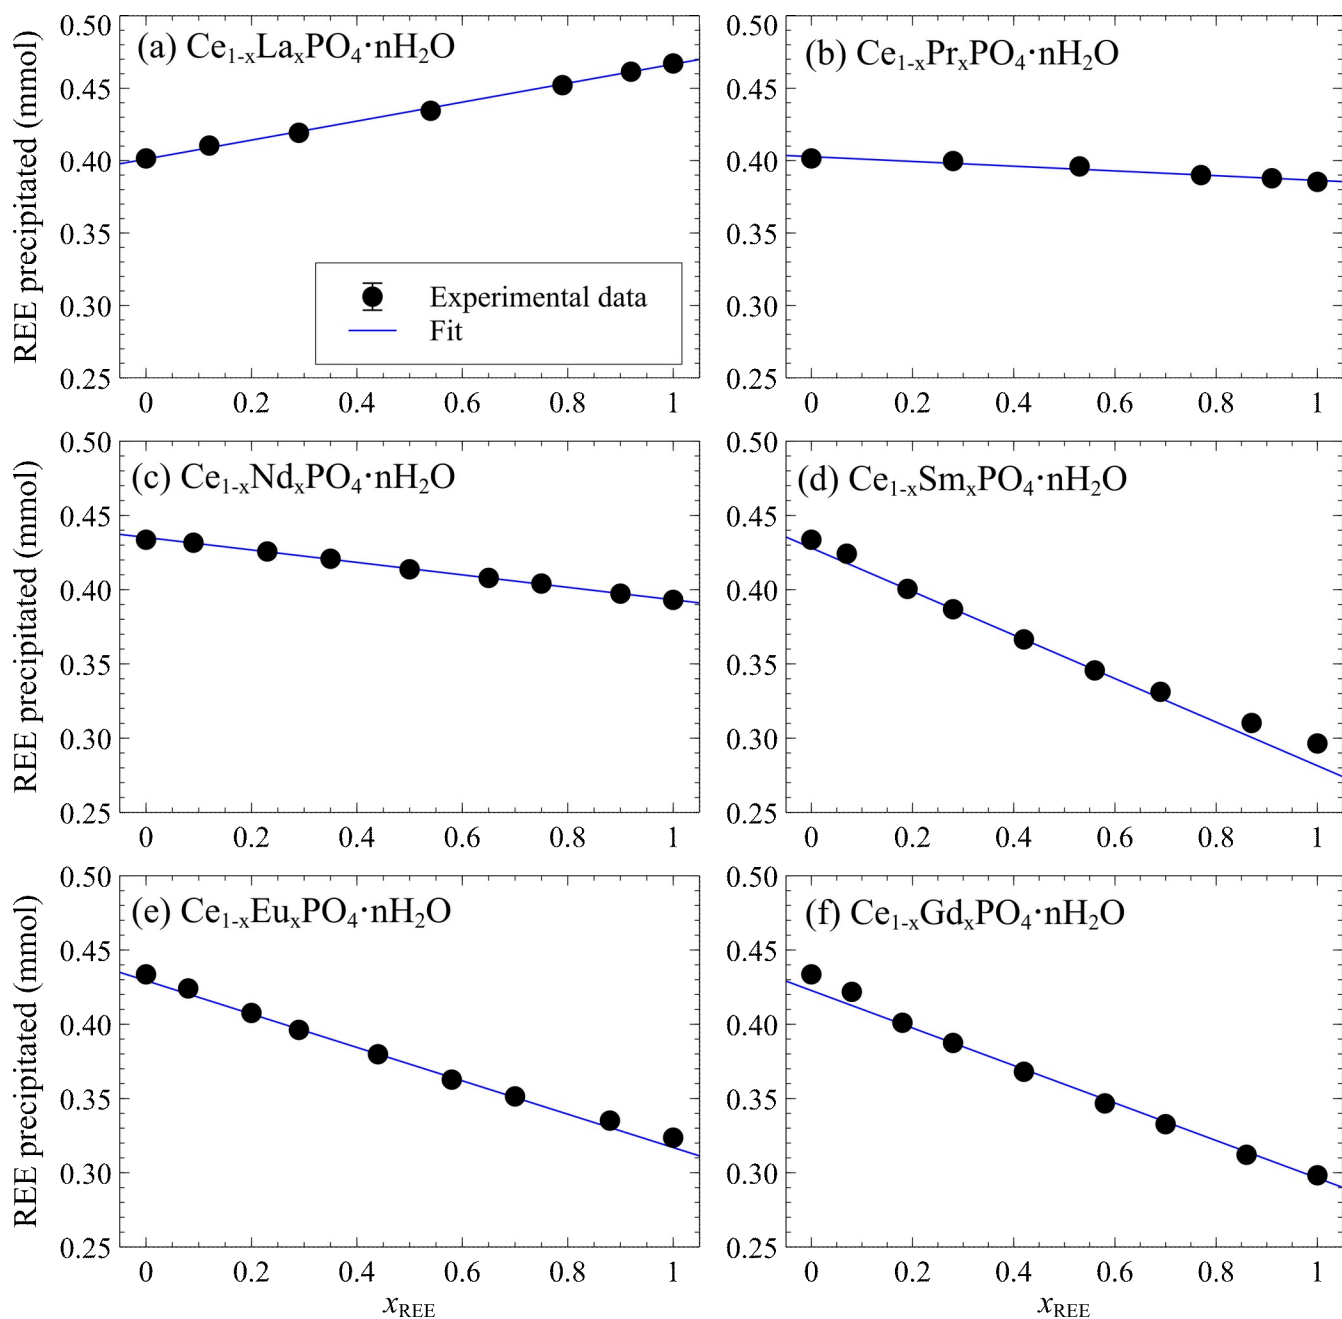 (a) Ce₁₋ₓLaₓPO₄·nH₂O
REE precipitated (mmol)
0.50
0.45
0.40
0.35
0.30
0.25
0 0.2 0.4 0.6 0.8 1
Experimental data
Fit
(b) Ce₁₋ₓPrₓPO₄·nH₂O
0.50
0.45
0.40
0.35
0.30
0.25
0 0.2 0.4 0.6 0.8 1
(c) Ce₁₋ₓNdₓPO₄·nH₂O
REE precipitated (mmol)
0.50
0.45
0.40
0.35
0.30
0.25
0 0.2 0.4 0.6 0.8 1
(d) Ce₁₋ₓSmₓPO₄·nH₂O
0.50
0.45
0.40
0.35
0.30
0.25
0 0.2 0.4 0.6 0.8 1
(e) Ce₁₋ₓEuₓPO₄·nH₂O
REE precipitated (mmol)
0.50
0.45
0.40
0.35
0.30
0.25
0 0.2 0.4 0.6 0.8 1
x_REE
(f) Ce₁₋ₓGdₓPO₄·nH₂O
0.50
0.45
0.40
0.35
0.30
0.25
0 0.2 0.4 0.6 0.8 1
x_REE